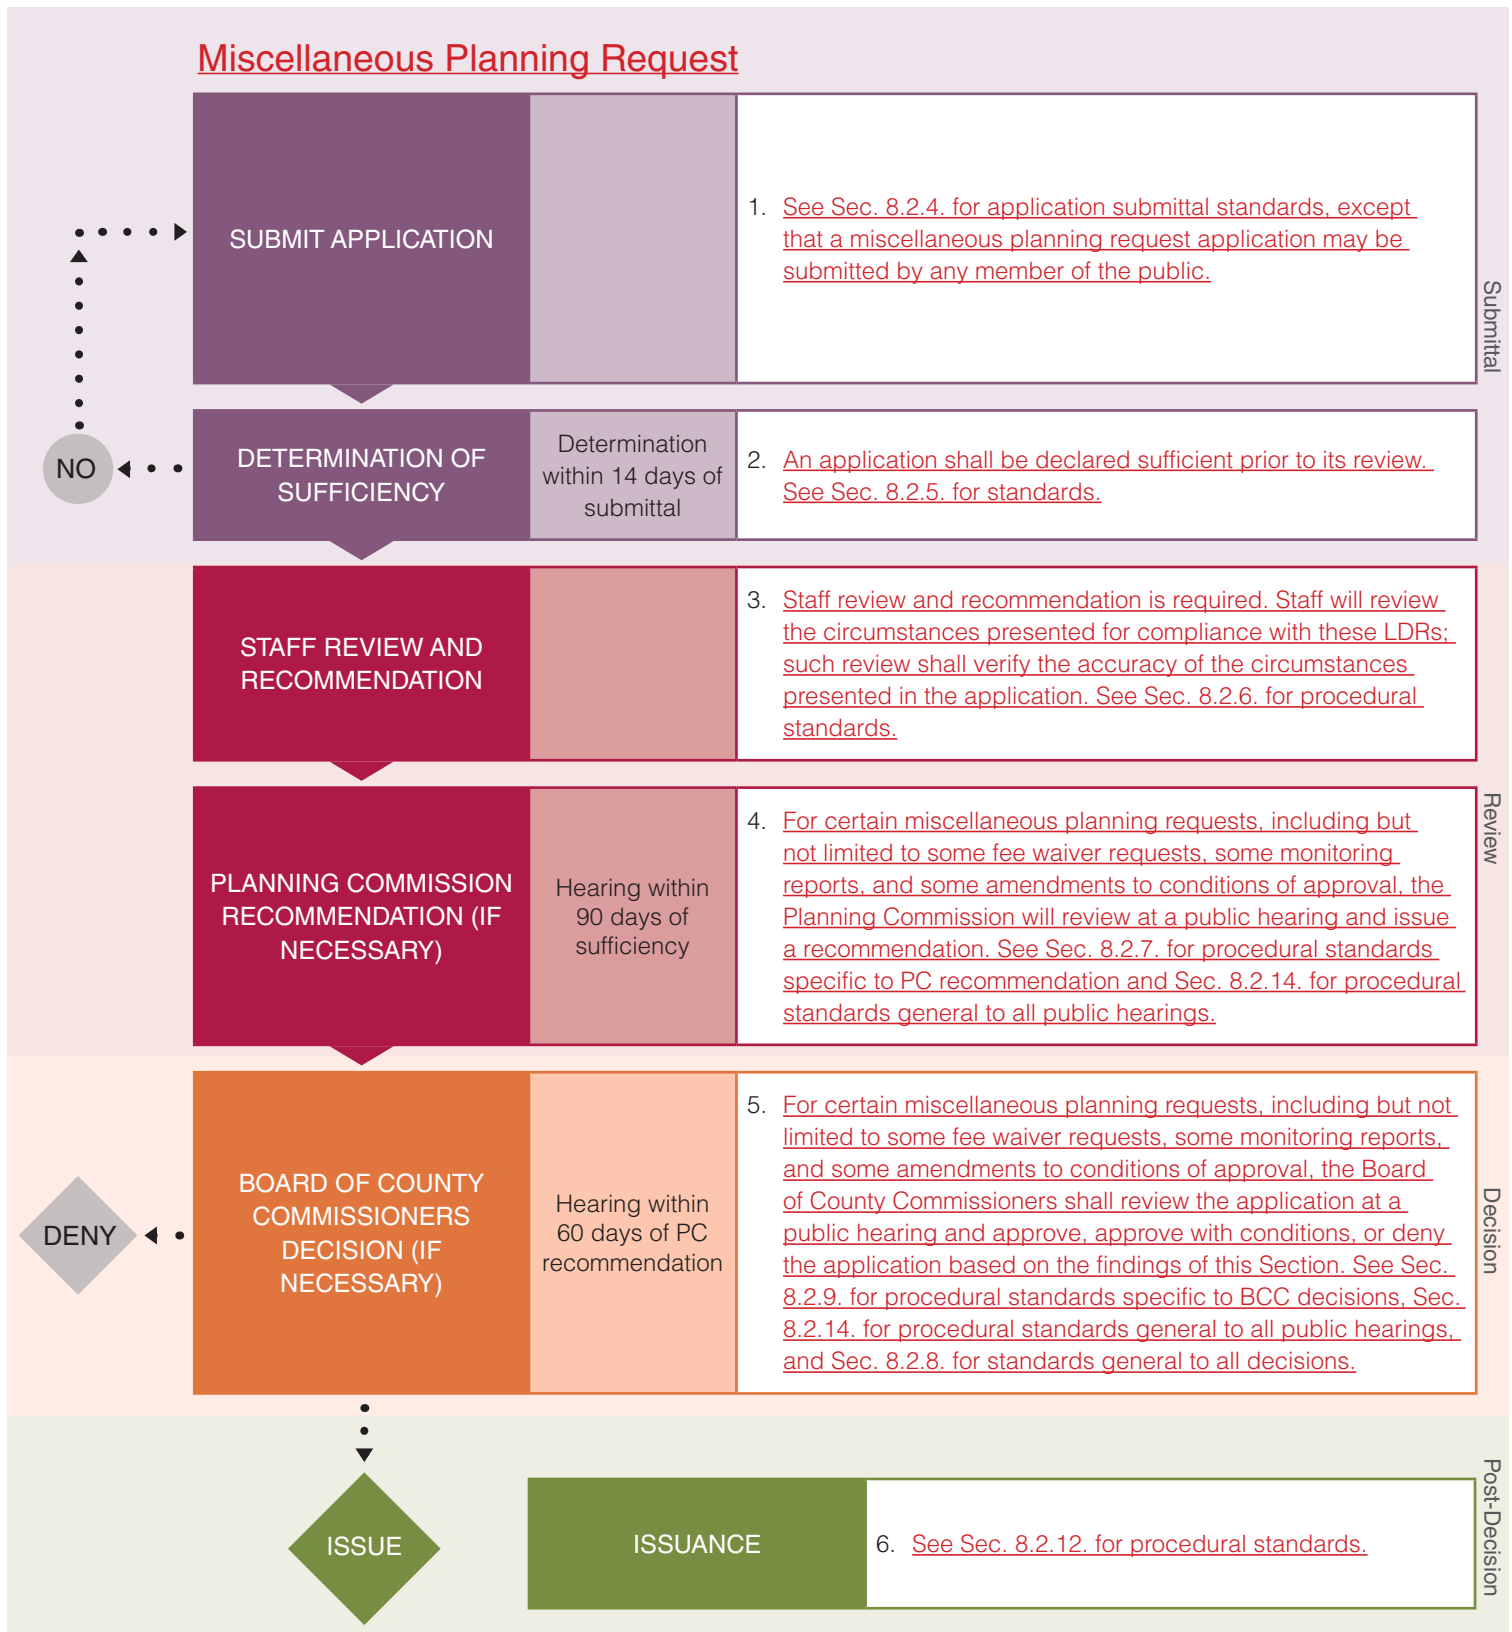 Miscellaneous Planning Request
SUBMIT APPLICATION
1. See Sec. 8.2.4. for application submittal standards, except
that a miscellaneous planning request application may be
submitted by any member of the public.
Submittal
NO
DETERMINATION OF
SUFFICIENCY
Determination
within 14 days of
submittal
2. An application shall be declared sufficient prior to its review.
See Sec. 8.2.5. for standards.
STAFF REVIEW AND
RECOMMENDATION
3. Staff review and recommendation is required. Staff will review
the circumstances presented for compliance with these LDRs;
such review shall verify the accuracy of the circumstances
presented in the application. See Sec. 8.2.6. for procedural
standards.
Review
PLANNING COMMISSION
RECOMMENDATION (IF
NECESSARY)
Hearing within
90 days of
sufficiency
4. For certain miscellaneous planning requests, including but
not limited to some fee waiver requests, some monitoring
reports, and some amendments to conditions of approval, the
Planning Commission will review at a public hearing and issue
a recommendation. See Sec. 8.2.7. for procedural standards
specific to PC recommendation and Sec. 8.2.14. for procedural
standards general to all public hearings.
DENY
BOARD OF COUNTY
COMMISSIONERS
DECISION (IF
NECESSARY)
Hearing within
60 days of PC
recommendation
5. For certain miscellaneous planning requests, including but not
limited to some fee waiver requests, some monitoring reports,
and some amendments to conditions of approval, the Board
of County Commissioners shall review the application at a
public hearing and approve, approve with conditions, or deny
the application based on the findings of this Section. See Sec.
8.2.9. for procedural standards specific to BCC decisions, Sec.
8.2.14. for procedural standards general to all public hearings,
and Sec. 8.2.8. for standards general to all decisions.
Decision
ISSUE
ISSUANCE
6. See Sec. 8.2.12. for procedural standards.
Post-Decision